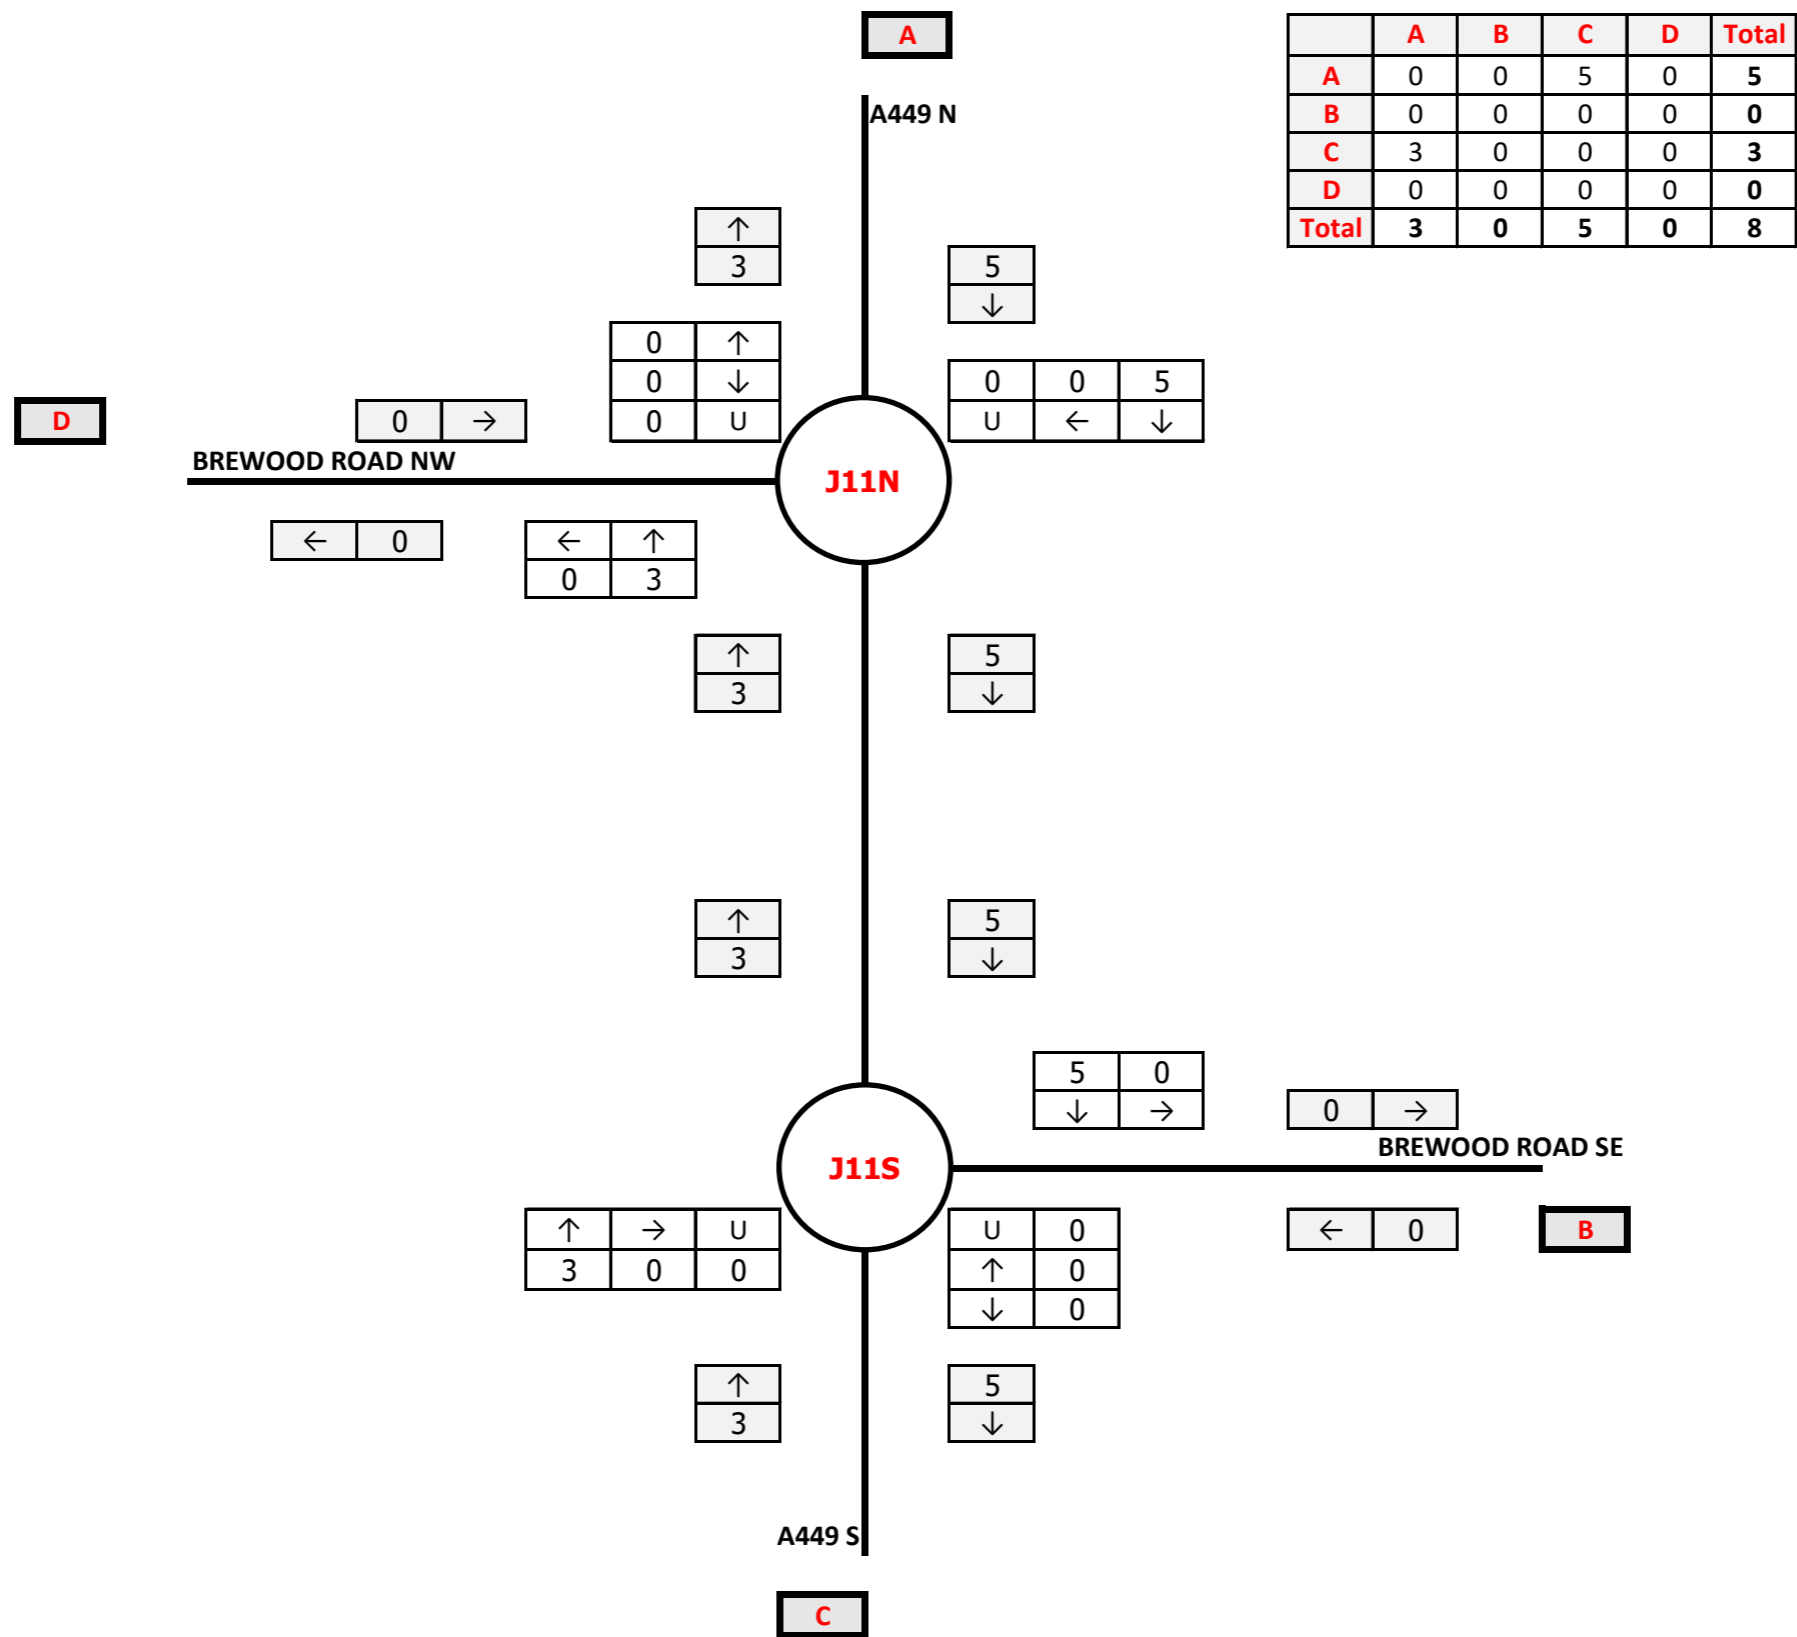 A
A B C D Total
A 0 0 5 0 5
B 0 0 0 0 0
C 3 0 0 0 3
D 0 0 0 0 0
Total 3 0 5 0 8
A449 N
↑
3
5
↓
0 ↑
0 ↓
0 U
0 0 5
U ← ↓
D
0 →
BREWOOD ROAD NW
J11N
← 0
← ↑
0 3
↑
3
5
↓
↑
3
5
↓
5 0
↓ →
0 →
BREWOOD ROAD SE
J11S
↑ → U
3 0 0
U 0
↑ 0
↓ 0
← 0
B
↑
3
5
↓
A449 S
C